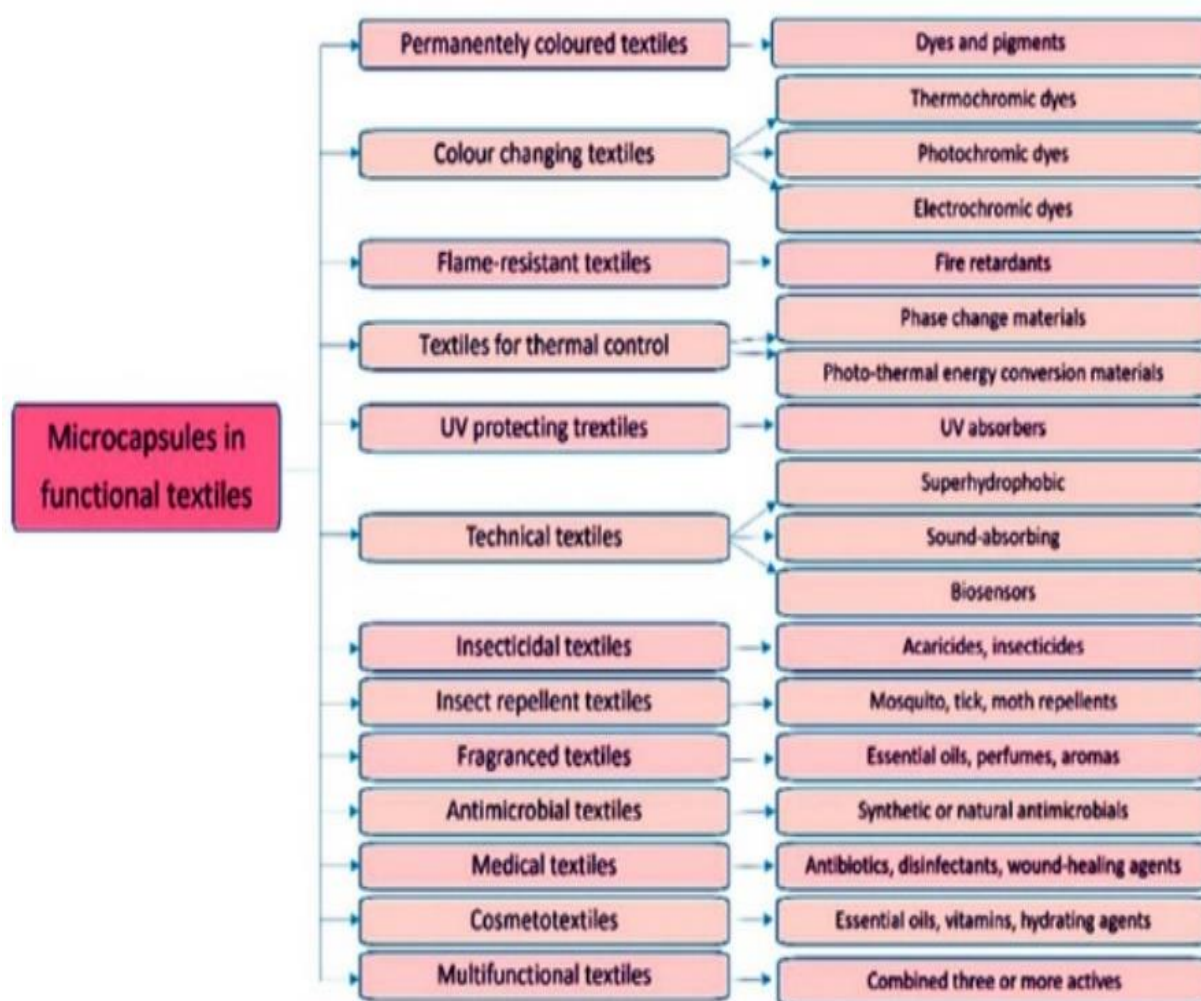 Permanentely coloured textiles
Dyes and pigments
Thermochromic dyes
Colour changing textiles
Photochromic dyes
Electrochromic dyes
Flame-resistant textiles
Fire retardants
Phase change materials
Textiles for thermal control
Photo-thermal energy conversion materials
Microcapsules in
functional textiles
UV protecting trextiles
UV absorbers
Superhydrophobic
Technical textiles
Sound-absorbing
Biosensors
Insecticidal textiles
Acaricides, insecticides
Insect repellent textiles
Mosquito, tick, moth repellents
Fragranced textiles
Essential oils, perfumes, aromas
Antimicrobial textiles
Synthetic or natural antimicrobials
Medical textiles
Antibiotics, disinfectants, wound-healing agents
Cosmetotextiles
Essential oils, vitamins, hydrating agents
Multifunctional textiles
Combined three or more actives